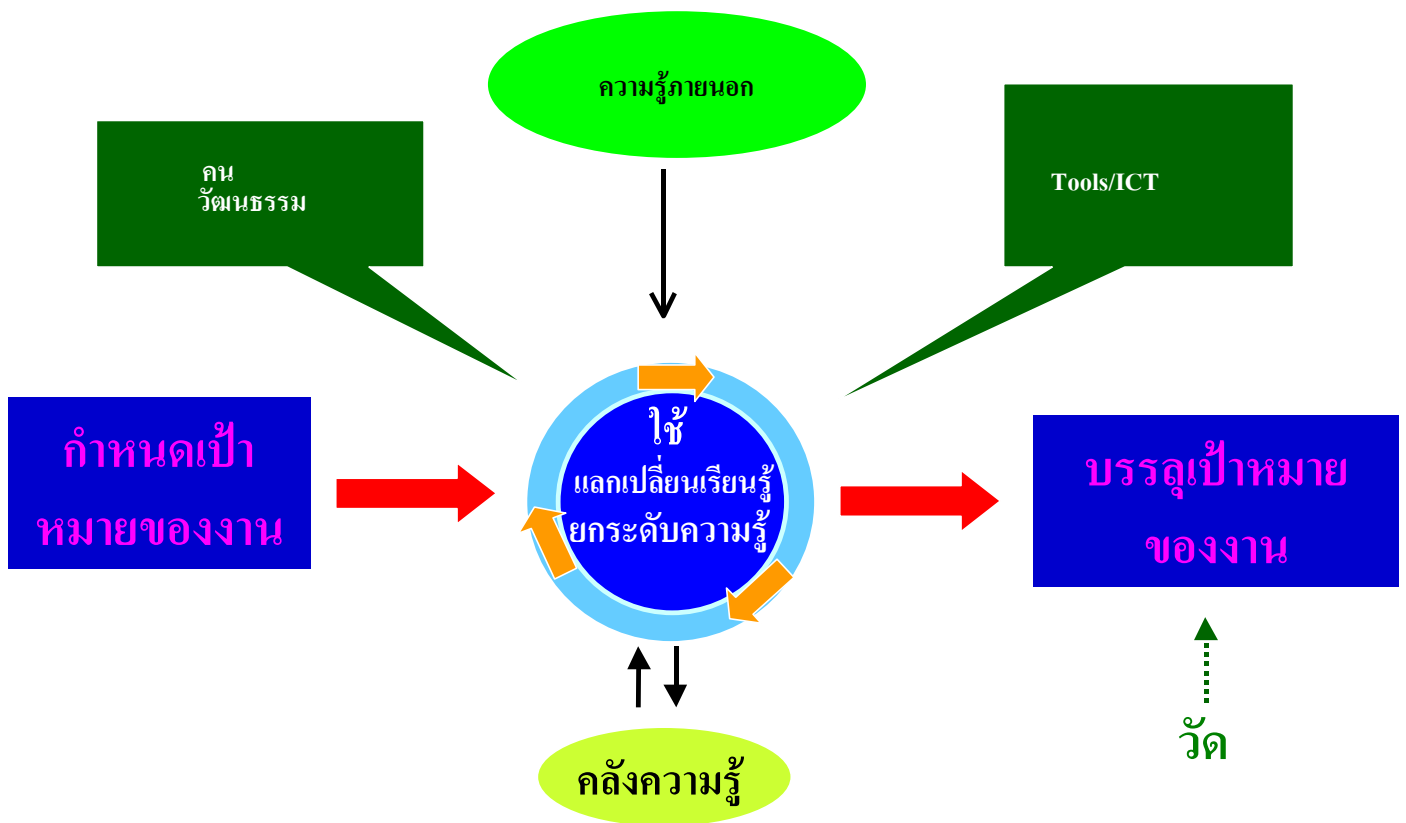 ความรู้ภายนอก
คน
วัฒนธรรม
Tools/ICT
กำหนดเป้า
หมายของงาน
ใช้
แลกเปลี่ยนเรียนรู้
ยกระดับความรู้
บรรลุเป้าหมาย
ของงาน
วัด
คลังความรู้